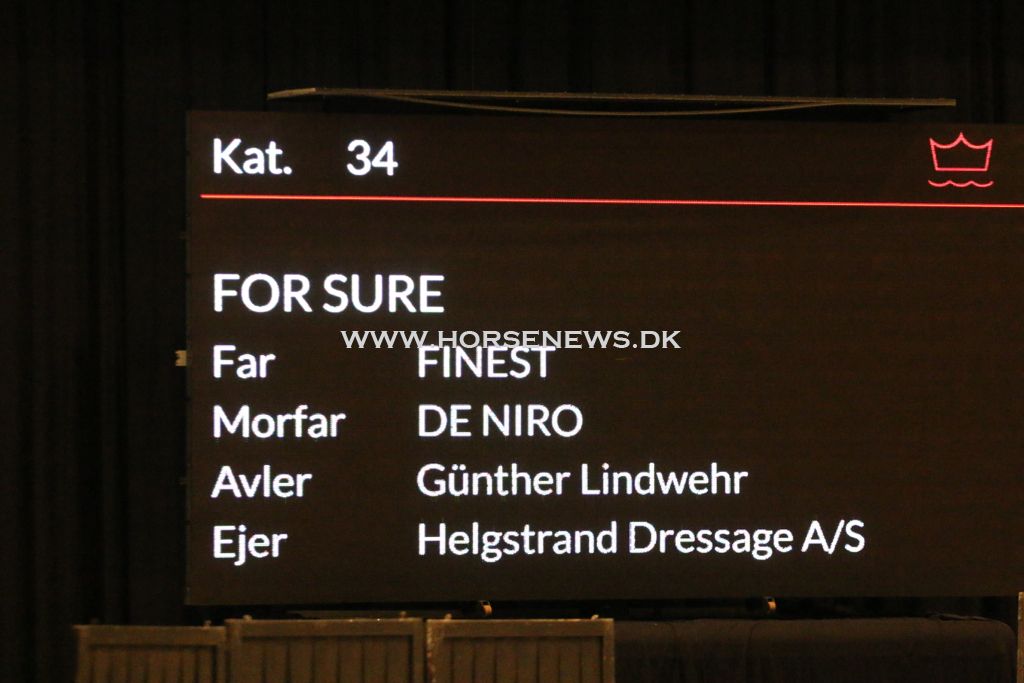 Kat. 34
FOR SURE
WWW.HORSENEWS.DK
Far FINEST
Morfar DE NIRO
Avler Günther Lindwehr
Ejer Helgstrand Dressage A/S